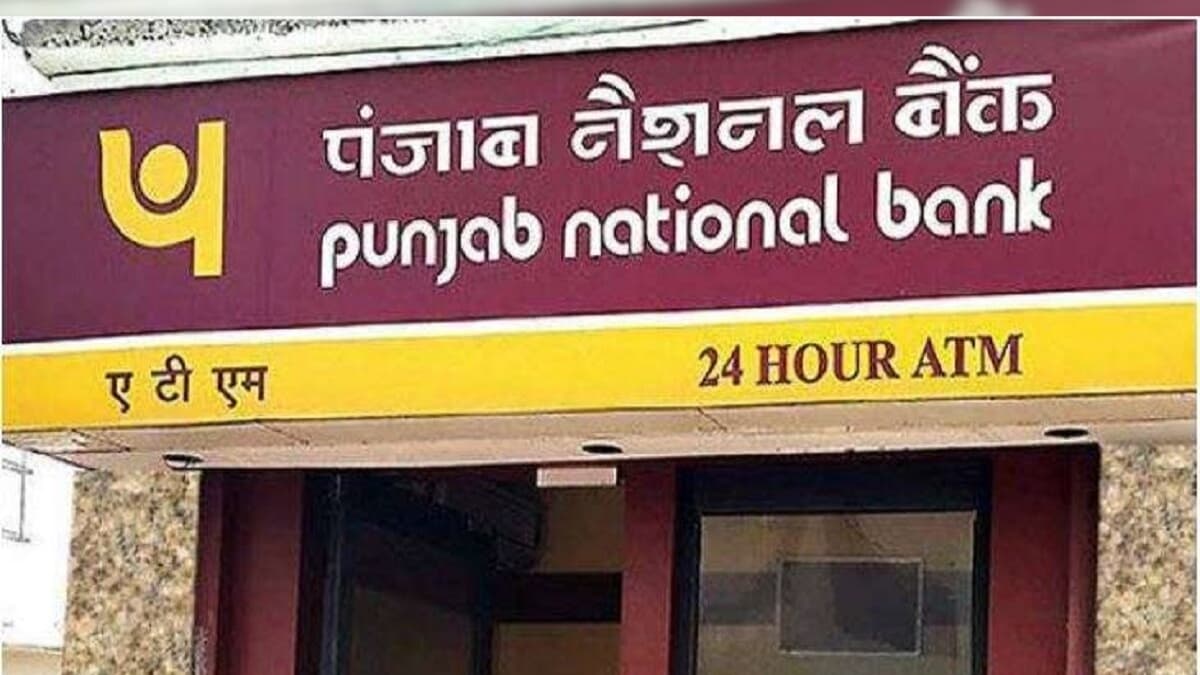 पंजाब नैशनल बैंक
punjab national bank
ए टी एम
24 HOUR ATM